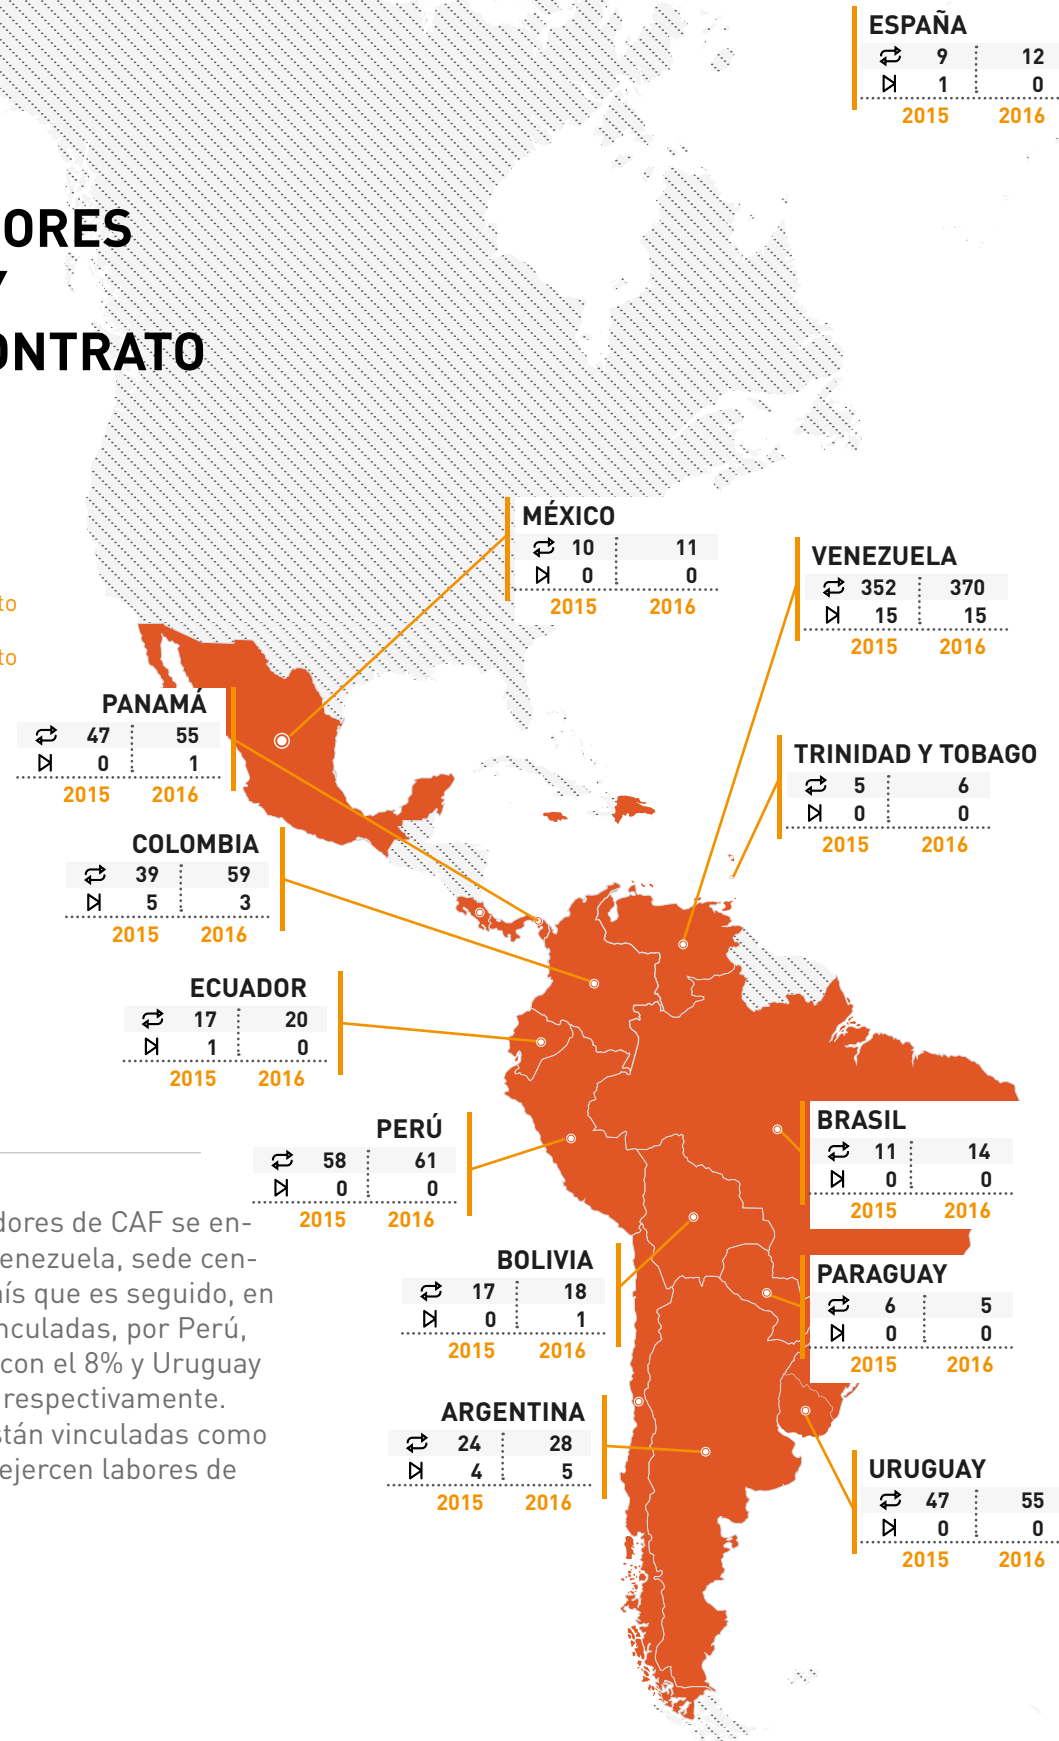 ESPAÑA
9 12
1 0
2015 2016
ORES
Y
ONTRATO
to
to
MÉXICO
10 11
0 0
2015 2016
VENEZUELA
352 370
15 15
2015 2016
PANAMÁ
47 55
0 1
2015 2016
TRINIDAD Y TOBAGO
5 6
0 0
2015 2016
COLOMBIA
39 59
5 3
2015 2016
ECUADOR
17 20
1 0
2015 2016
PERÚ
58 61
0 0
2015 2016
BRASIL
11 14
0 0
2015 2016
dores de CAF se en-
enezuela, sede cen-
aís que es seguido, en
inculadas, por Perú,
con el 8% y Uruguay
respectivamente.
stán vinculadas como
ejercen labores de
BOLIVIA
17 18
0 1
2015 2016
PARAGUAY
6 5
0 0
2015 2016
ARGENTINA
24 28
4 5
2015 2016
URUGUAY
47 55
0 0
2015 2016